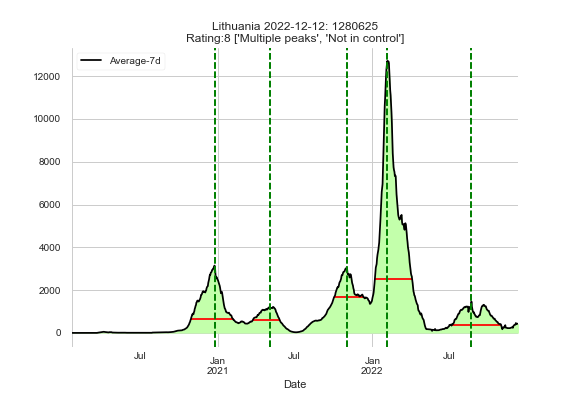 Lithuania 2022-12-12: 1280625
Rating:8 ['Multiple peaks', 'Not in control']
Average-7d
12000
10000
8000
6000
4000
2000
0
Jul
Jan
2021
Jul
Jan
2022
Jul
Date